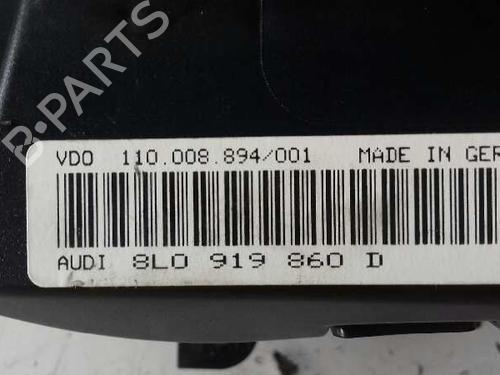 B-PARTS
VDO 110.008.894/001 MADE IN GER
AUDI 8L0 919 860 D